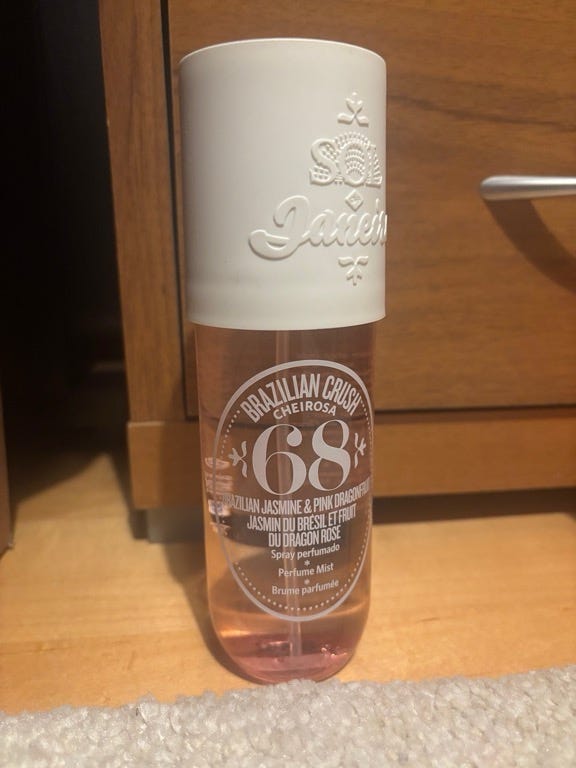 SOL
de
Janeiro
BRAZILIAN CRUSH
CHEIROSA
68
BRAZILIAN JASMINE & PINK DRAGONFRUIT
JASMIN DU BRÉSIL ET FRUIT
DU DRAGON ROSE
Spray perfumado
*
Perfume Mist
*
Brume parfumée